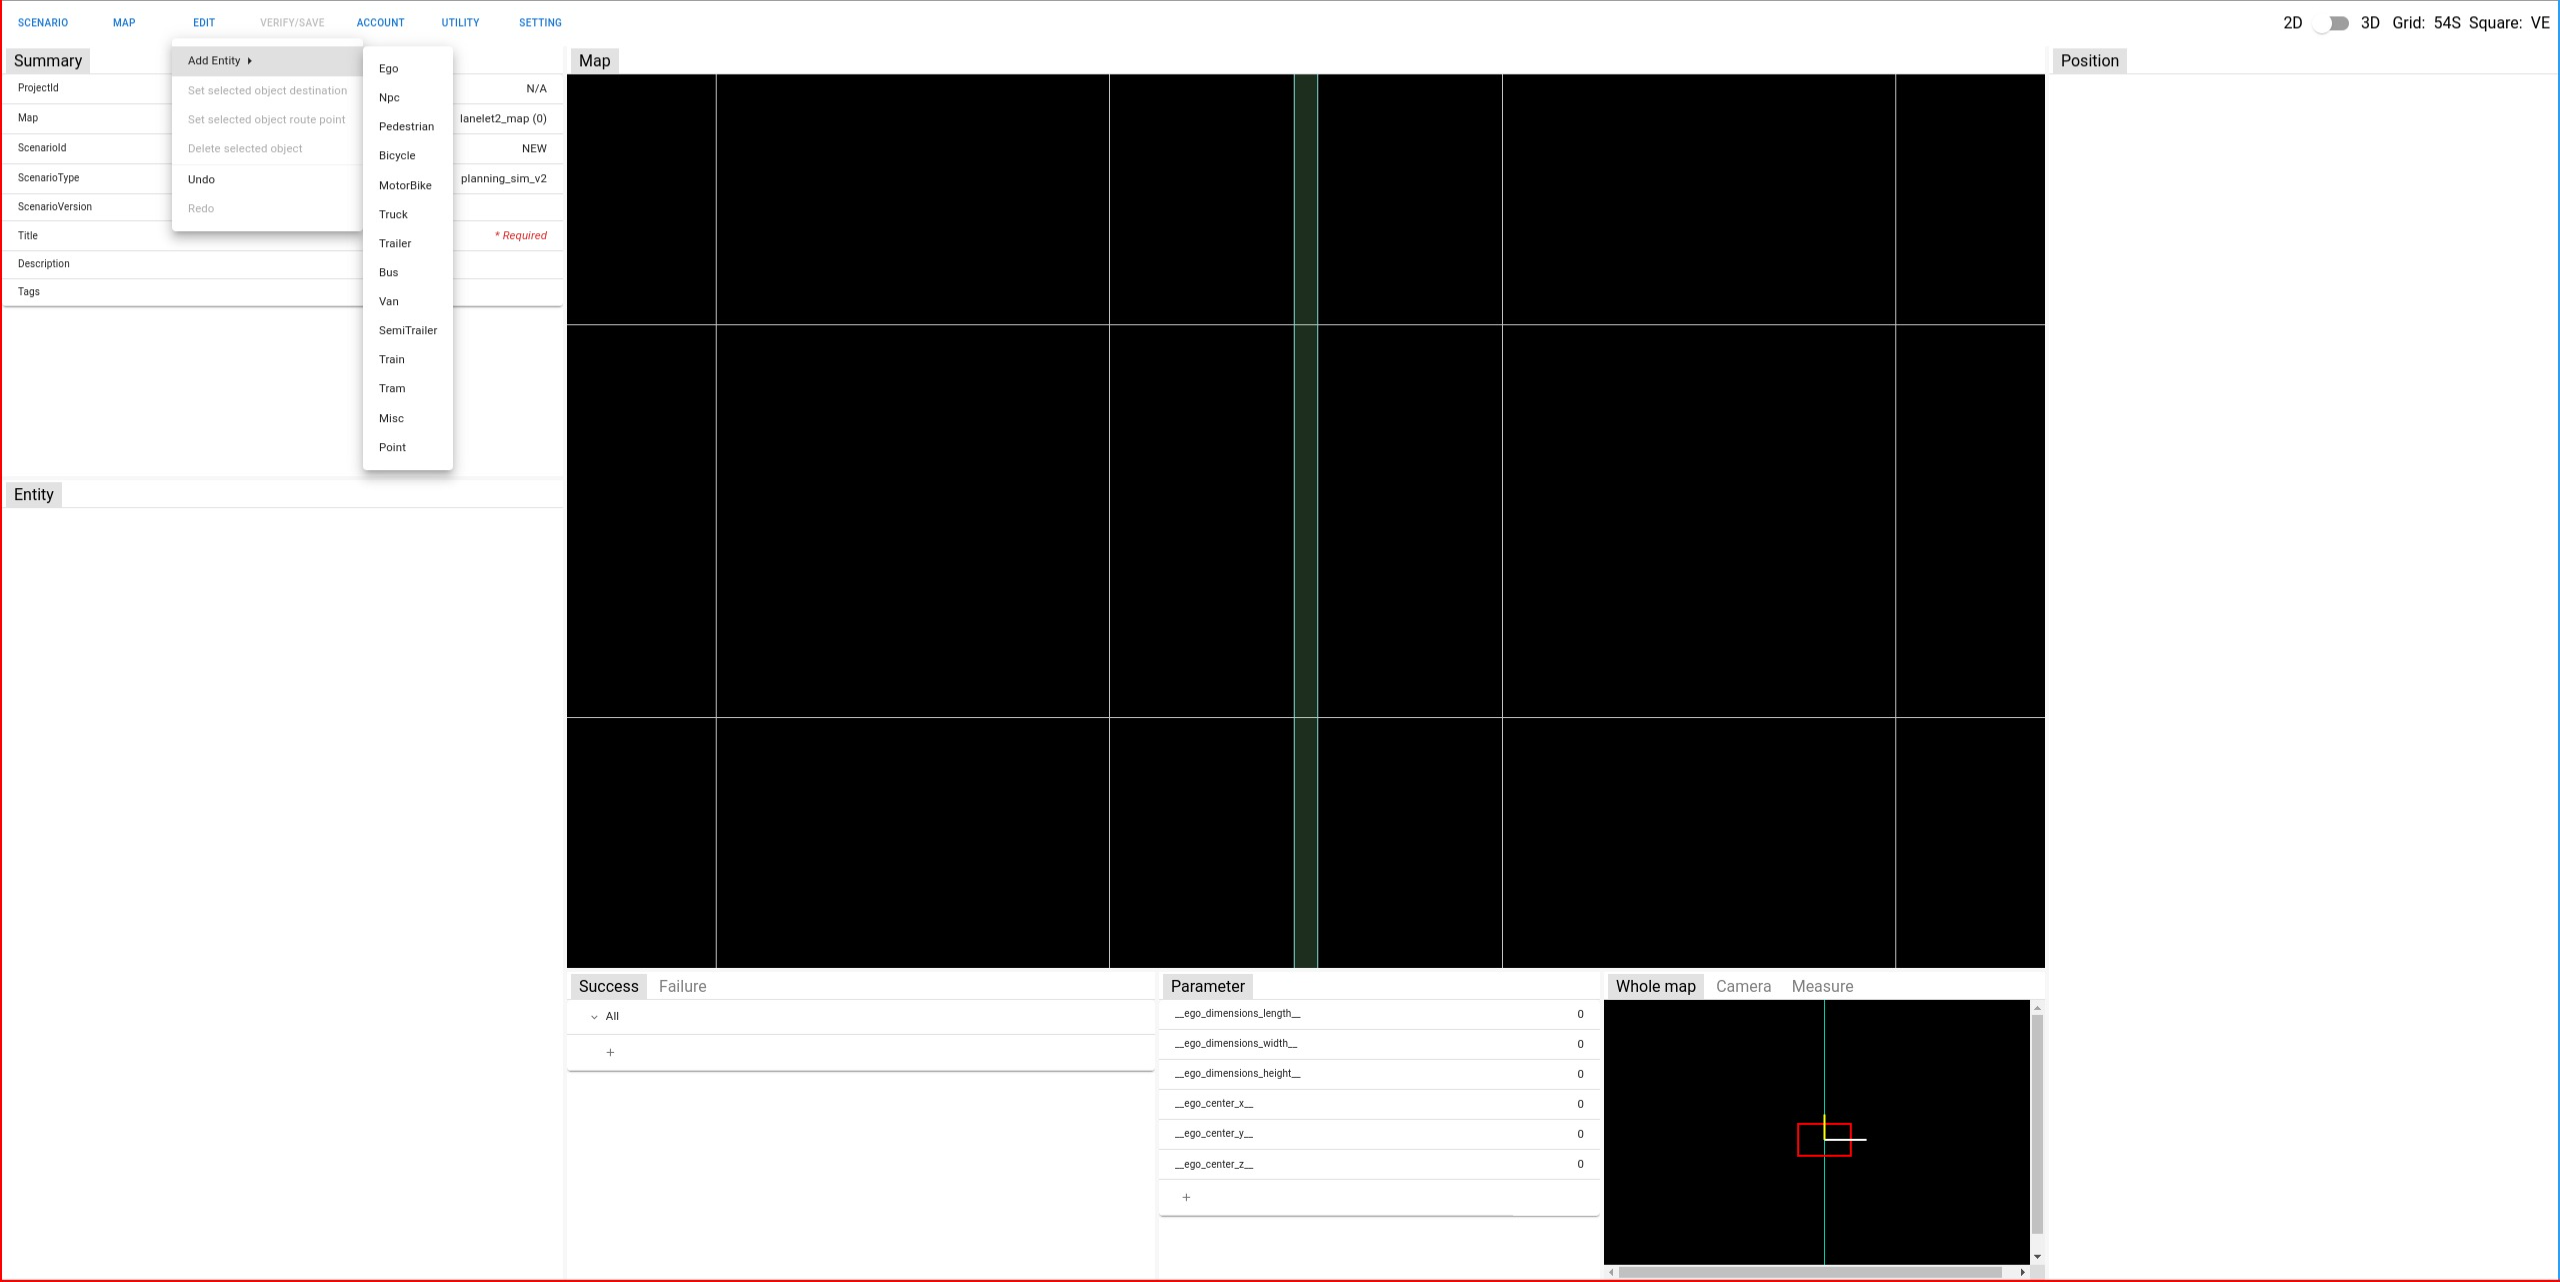 SCENARIO MAP EDIT VERIFY/SAVE ACCOUNT UTILITY SETTING 2D 3D Grid: 54S Square: VE
Summary
ProjectId N/A
Map lanelet2_map (0)
ScenarioId NEW
ScenarioType planning_sim_v2
ScenarioVersion
Title * Required
Description
Tags
Add Entity
Set selected object destination
Set selected object route point
Delete selected object
Undo
Redo
Ego
Npc
Pedestrian
Bicycle
MotorBike
Truck
Trailer
Bus
Van
SemiTrailer
Train
Tram
Misc
Point
Entity
Map
Position
Success Failure
All
+
Parameter
__ego_dimensions_length__ 0
__ego_dimensions_width__ 0
__ego_dimensions_height__ 0
__ego_center_x__ 0
__ego_center_y__ 0
__ego_center_z__ 0
+
Whole map Camera Measure